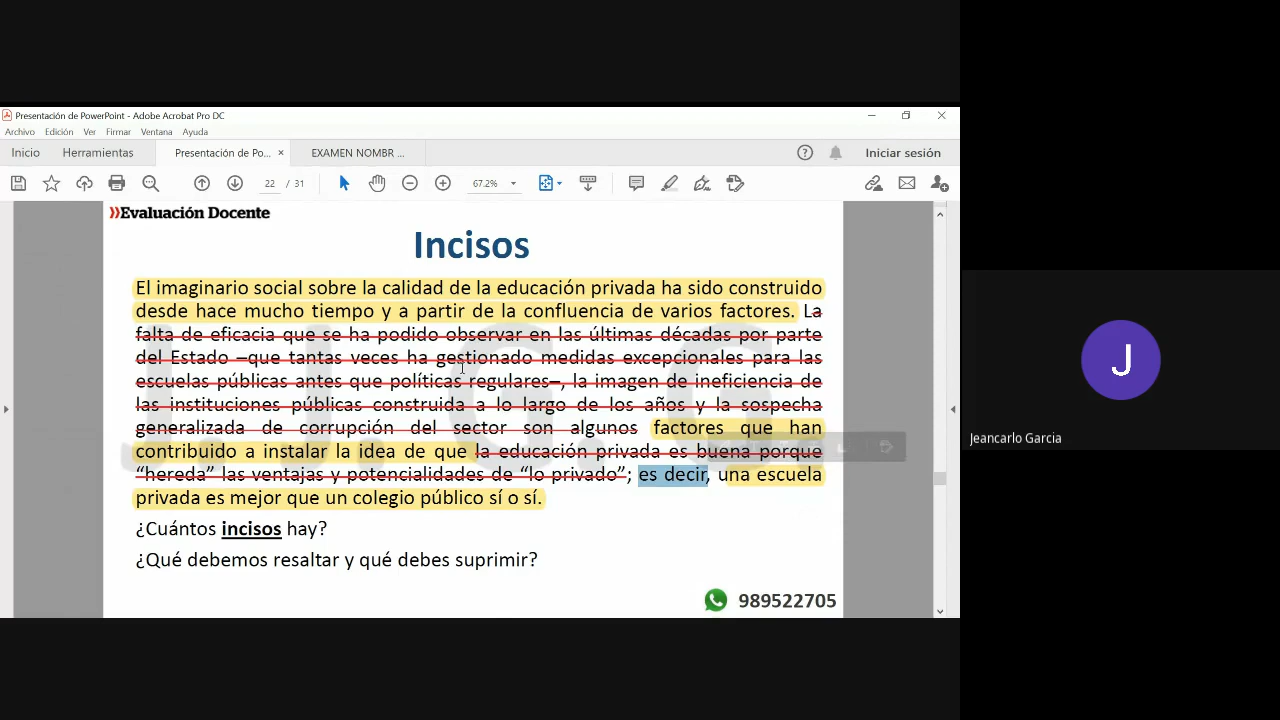 Presentación de PowerPoint - Adobe Acrobat Pro DC
Archivo Edición Ver Firmar Ventana Ayuda
Inicio Herramientas Presentación de Po... × EXAMEN NOMBR ... Iniciar sesión
22 / 31 67.2%
»Evaluación Docente
Incisos
El imaginario social sobre la calidad de la educación privada ha sido construido
desde hace mucho tiempo y a partir de la confluencia de varios factores. La
falta de eficacia que se ha podido observar en las últimas décadas por parte
del Estado –que tantas veces ha gestionado medidas excepcionales para las
escuelas públicas antes que políticas regulares–, la imagen de ineficiencia de
las instituciones públicas construida a lo largo de los años y la sospecha
generalizada de corrupción del sector son algunos factores que han
contribuido a instalar la idea de que la educación privada es buena porque
“hereda” las ventajas y potencialidades de “lo privado”; es decir, una escuela
privada es mejor que un colegio público sí o sí.
¿Cuántos incisos hay?
¿Qué debemos resaltar y qué debes suprimir?
989522705
J.J.G.G
J
Jeancarlo Garcia